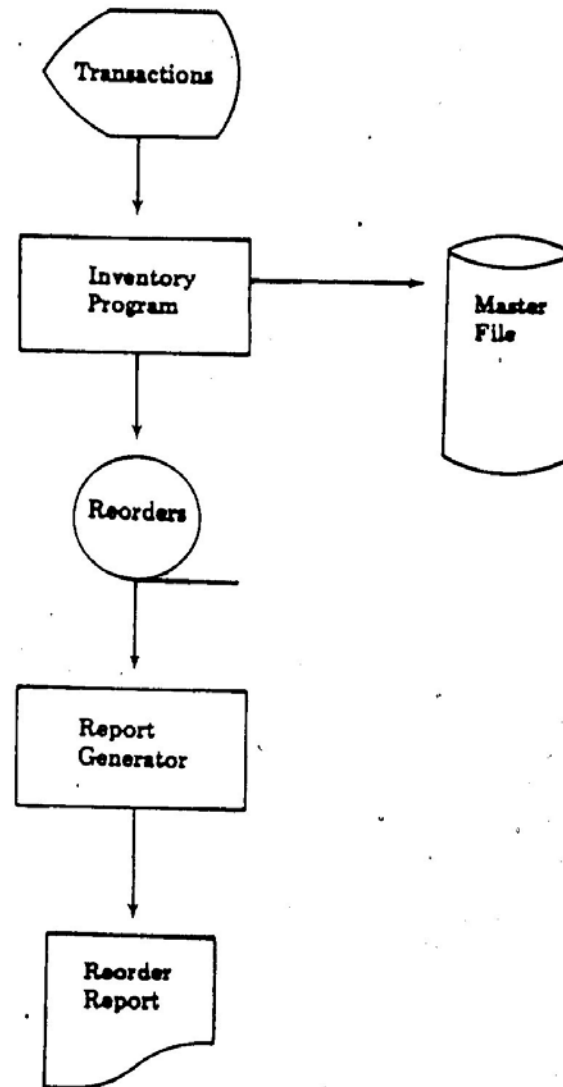 Transactions
Inventory
Program
Master
File
Reorders
Report
Generator
Reorder
Report